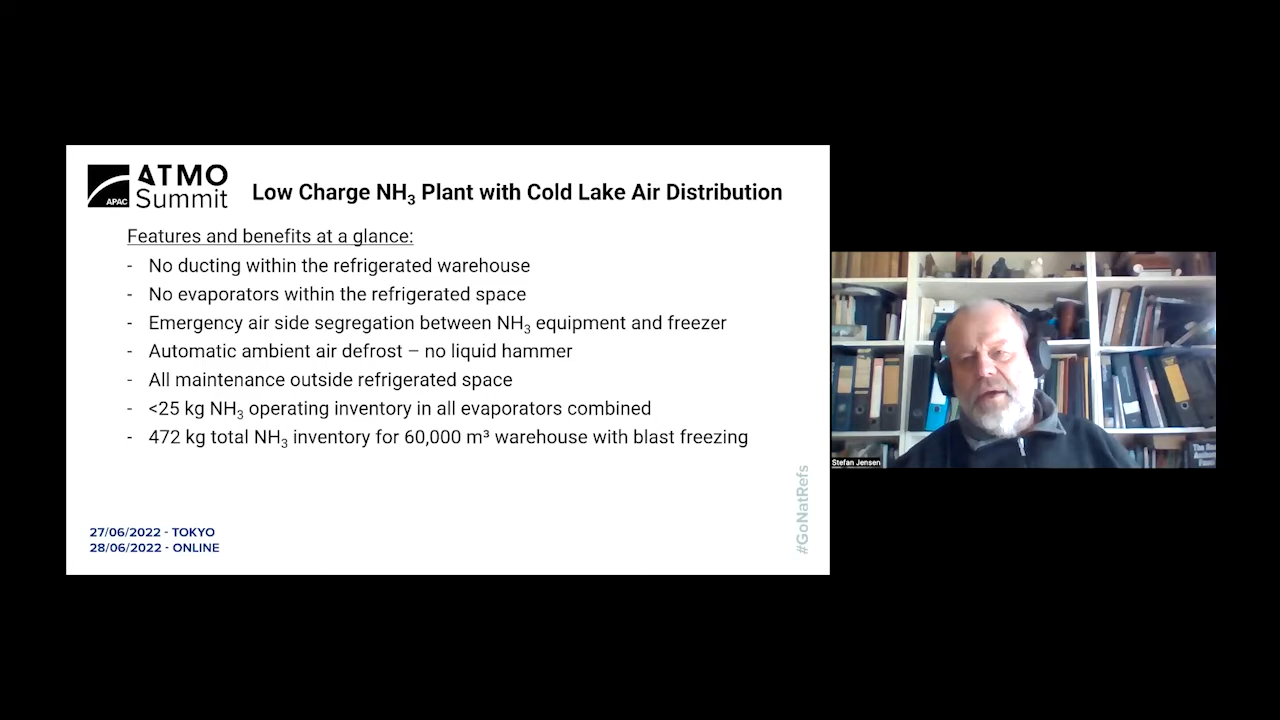 ATMO
Summit
APAC
Low Charge NH₃ Plant with Cold Lake Air Distribution
Features and benefits at a glance:
- No ducting within the refrigerated warehouse
- No evaporators within the refrigerated space
- Emergency air side segregation between NH₃ equipment and freezer
- Automatic ambient air defrost – no liquid hammer
- All maintenance outside refrigerated space
- <25 kg NH₃ operating inventory in all evaporators combined
- 472 kg total NH₃ inventory for 60,000 m³ warehouse with blast freezing
27/06/2022 - TOKYO
28/06/2022 - ONLINE
#GoNatRefs
Stefan Jensen